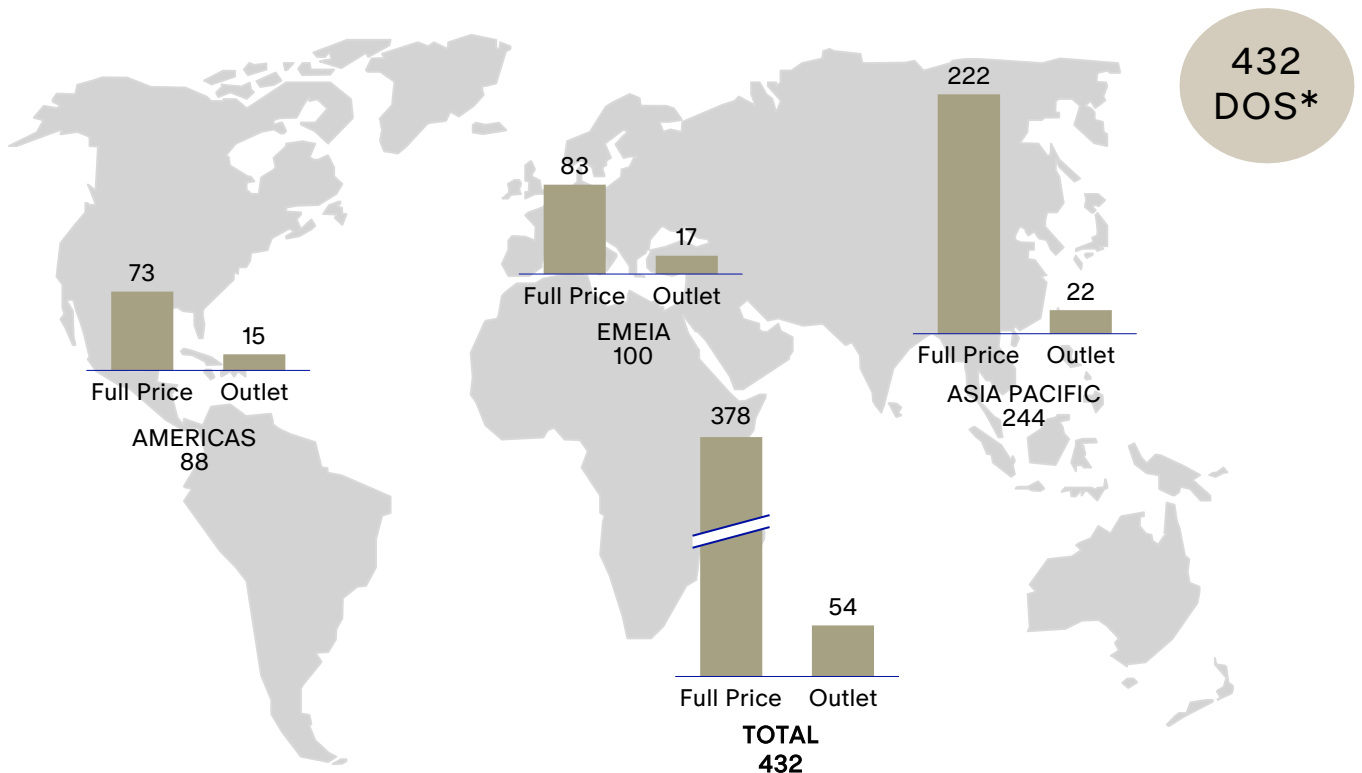 432
DOS*
222
83
17
22
73
15
Full Price Outlet
EMEIA
100
Full Price Outlet
ASIA PACIFIC
244
Full Price Outlet
AMERICAS
88
378
54
Full Price Outlet
TOTAL
432